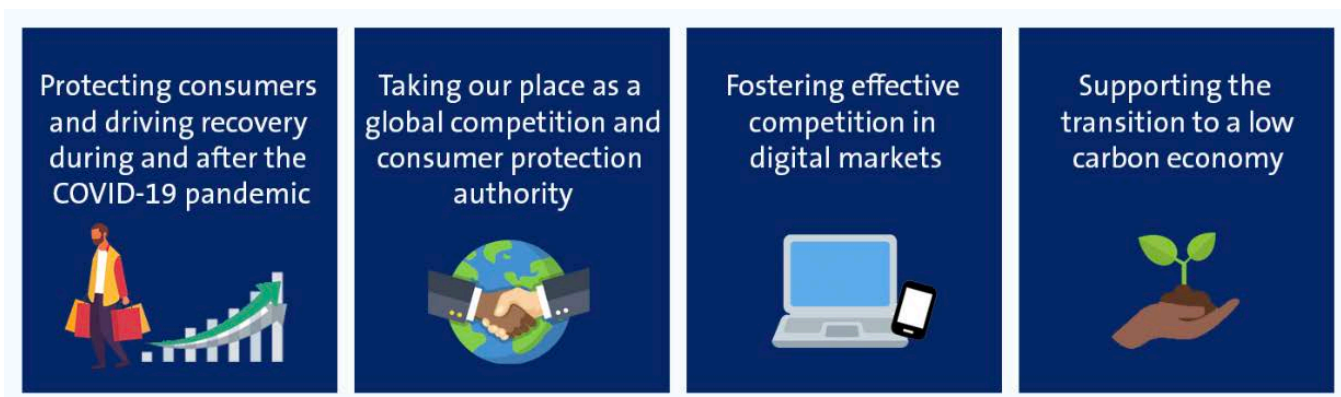 Protecting consumers
and driving recovery
during and after the
COVID-19 pandemic
Taking our place as a
global competition and
consumer protection
authority
Fostering effective
competition in
digital markets
Supporting the
transition to a low
carbon economy